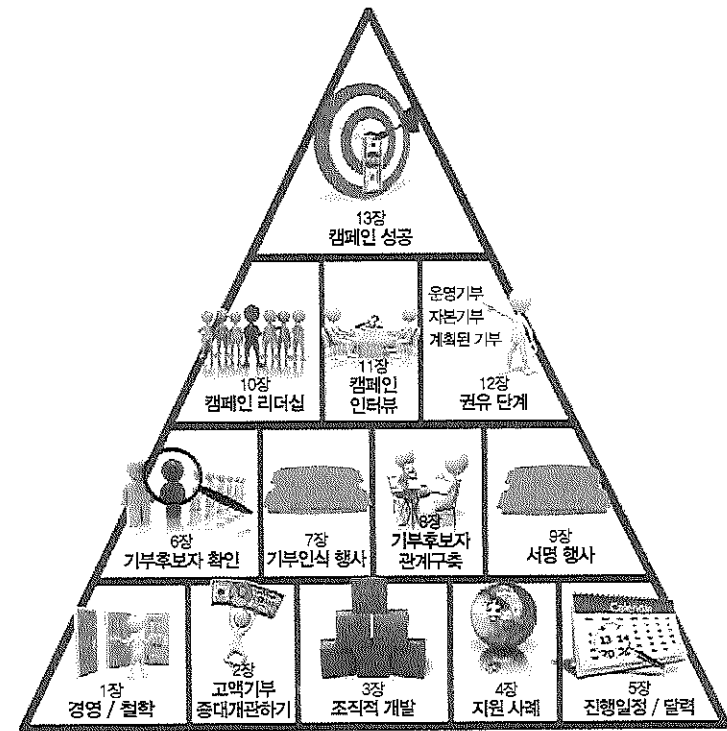 13장
캠페인 성공
10장
캠페인 리더십
11장
캠페인
인터뷰
운영기부
자본기부
계획된 기부
12장
권유 단계
6장
기부후보자 확인
7장
기부인식 행사
8장
기부후보자
관계구축
9장
서명 행사
1장
경영 / 철학
2장
고액기부
증대개관하기
3장
조직적 개발
4장
지원 사례
5장
진행일정 / 달력
13 14